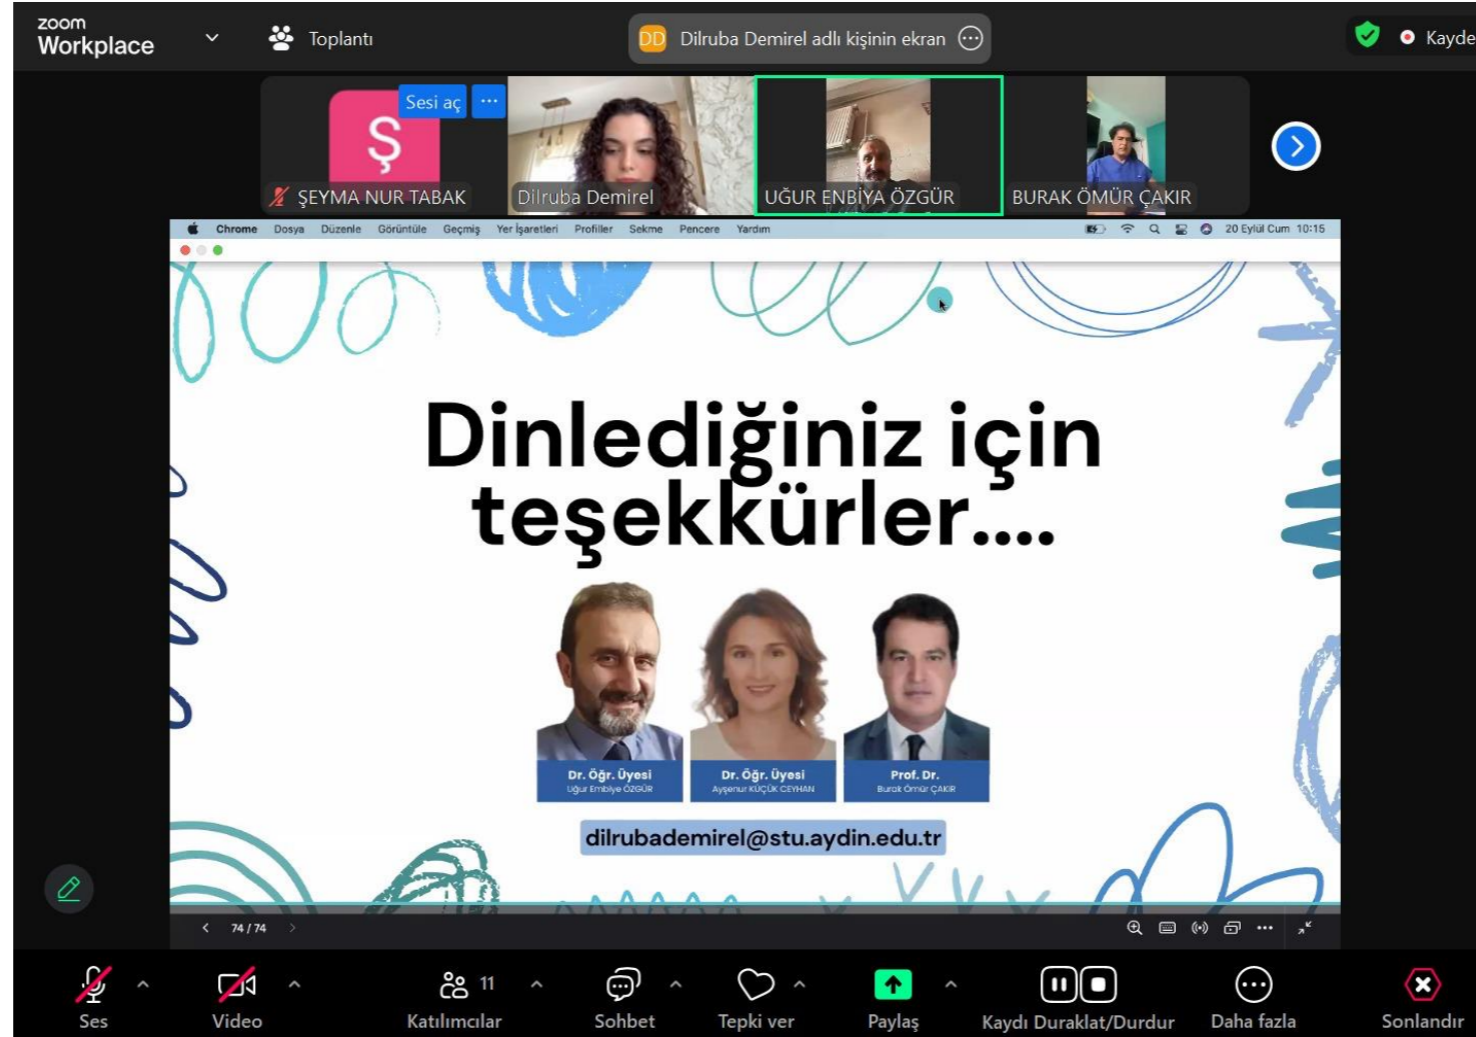 zoom
Workplace
Toplantı
DD Dilruba Demirel adlı kişinin ekran
Kayde
Ş
Sesi aç
ŞEYMA NUR TABAK
Dilruba Demirel
UĞUR ENBİYA ÖZGÜR
BURAK ÖMÜR ÇAKIR
Chrome Dosya Düzenle Görüntüle Geçmiş Yer İşaretleri Profiller Sekme Pencere Yardım
20 Eylül Cum 10:15
Dinlediğiniz için
teşekkürler....
Dr. Öğr. Üyesi
Uğur Embiye ÖZGÜR
Dr. Öğr. Üyesi
Ayşenur KÜÇÜK CEYHAN
Prof. Dr.
Burak Ömür ÇAKIR
dilrubademirel@stu.aydin.edu.tr
74 / 74
Ses
Video
11
Katılımcılar
Sohbet
Tepki ver
Paylaş
Kaydı Duraklat/Durdur
Daha fazla
Sonlandır